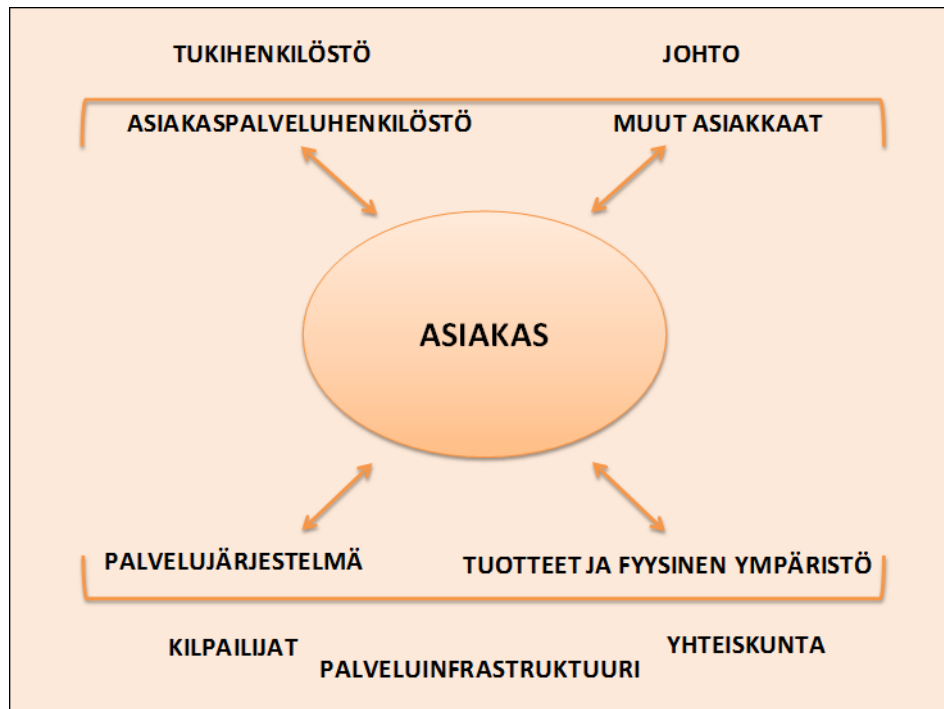 TUKIHENKILÖSTÖ
JOHTO
ASIAKASPALVELUHENKILÖSTÖ
MUUT ASIAKKAAT
ASIAKAS
PALVELUJÄRJESTELMÄ
TUOTTEET JA FYYSINEN YMPÄRISTÖ
KILPAILIJAT
YHTEISKUNTA
PALVELUINFRASTRUKTUURI